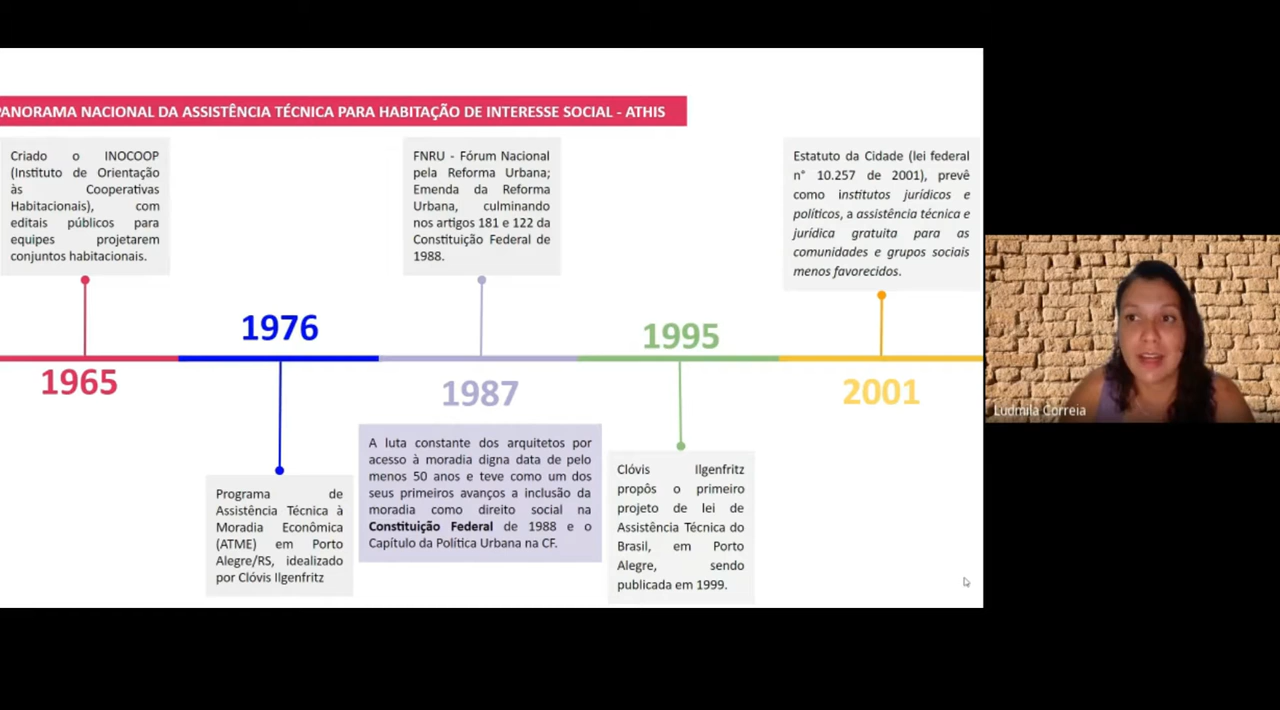 PANORAMA NACIONAL DA ASSISTÊNCIA TÉCNICA PARA HABITAÇÃO DE INTERESSE SOCIAL - ATHIS
Criado o INOCOOP
(Instituto de Orientação
às Cooperativas
Habitacionais), com
editais públicos para
equipes projetarem
conjuntos habitacionais.
1965
1976
Programa de
Assistência Técnica à
Moradia Econômica
(ATME) em Porto
Alegre/RS, idealizado
por Clóvis Ilgenfritz
FNRU - Fórum Nacional
pela Reforma Urbana;
Emenda da Reforma
Urbana, culminando
nos artigos 181 e 122 da
Constituição Federal de
1988.
1987
A luta constante dos arquitetos por
acesso à moradia digna data de pelo
menos 50 anos e teve como um dos
seus primeiros avanços a inclusão da
moradia como direito social na
Constituição Federal de 1988 e o
Capítulo da Política Urbana na CF.
1995
Clóvis Ilgenfritz
propôs o primeiro
projeto de lei de
Assistência Técnica do
Brasil, em Porto
Alegre, sendo
publicada em 1999.
Estatuto da Cidade (lei federal
n° 10.257 de 2001), prevê
como institutos jurídicos e
políticos, a assistência técnica e
jurídica gratuita para as
comunidades e grupos sociais
menos favorecidos.
2001
Ludmila Correia